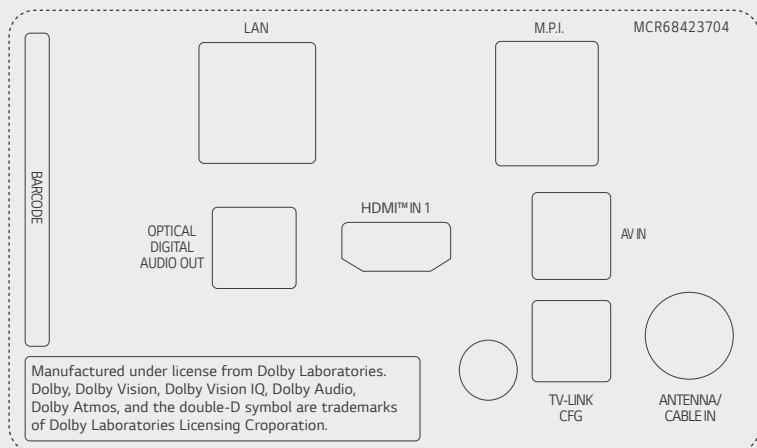 LAN
M.P.I.
MCR68423704
BARCODE
HDMI™ IN 1
OPTICAL
DIGITAL
AUDIO OUT
AV IN
Manufactured under license from Dolby Laboratories.
Dolby, Dolby Vision, Dolby Vision IQ, Dolby Audio,
Dolby Atmos, and the double-D symbol are trademarks
of Dolby Laboratories Licensing Croporation.
TV-LINK
CFG
ANTENNA/
CABLE IN